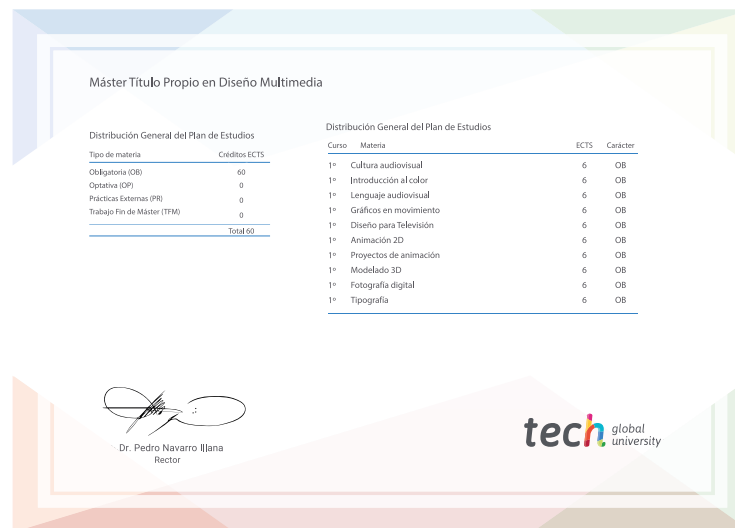 Máster Título Propio en Diseño Multimedia
Distribución General del Plan de Estudios
Tipo de materia Créditos ECTS
Obligatoria (OB) 60
Optativa (OP) 0
Prácticas Externas (PR) 0
Trabajo Fin de Máster (TFM) 0
Total 60
Distribución General del Plan de Estudios
Curso Materia ECTS Carácter
1º Cultura audiovisual 6 OB
1º Introducción al color 6 OB
1º Lenguaje audiovisual 6 OB
1º Gráficos en movimiento 6 OB
1º Diseño para Televisión 6 OB
1º Animación 2D 6 OB
1º Proyectos de animación 6 OB
1º Modelado 3D 6 OB
1º Fotografía digital 6 OB
1º Tipografía 6 OB
Dr. Pedro Navarro Illana
Rector
tech global
university